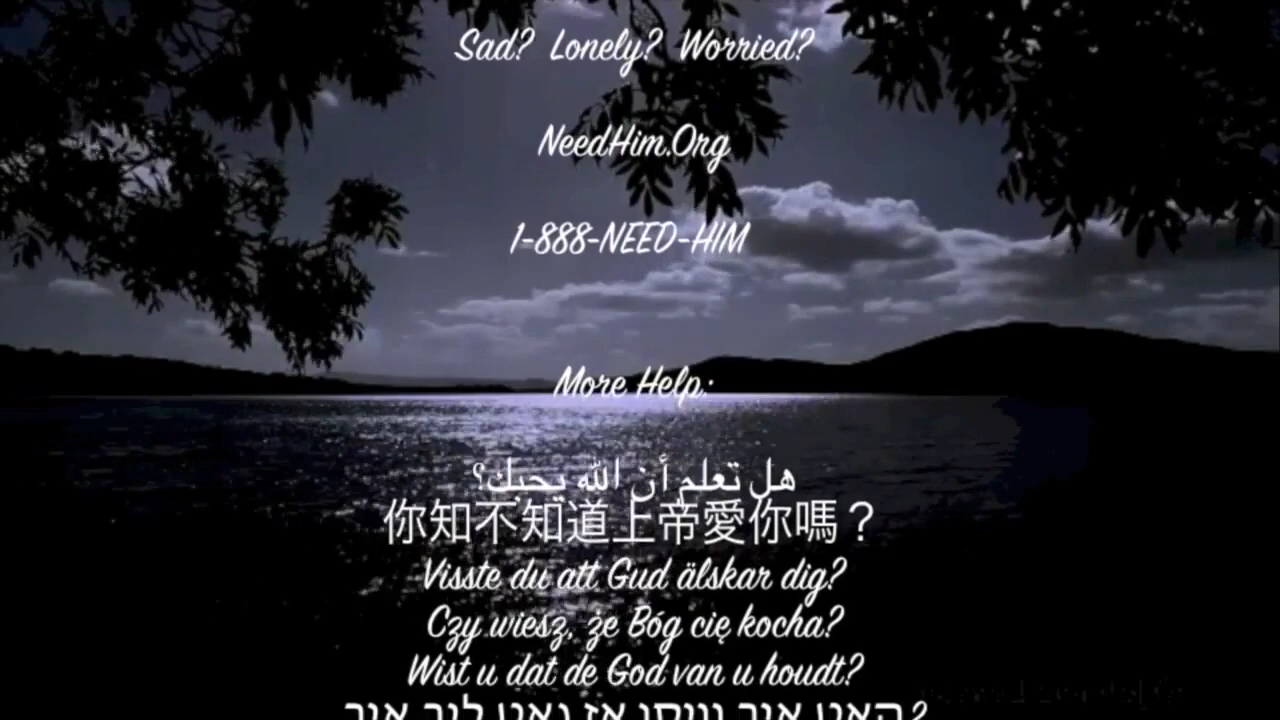 Sad? Lonely? Worried?
NeedHim.Org
1-888-NEED-HIM
More Help:
هل تعلم أن الله يحبك؟
你知不知道上帝愛你嗎？
Visste du att Gud älskar dig?
Czy wiesz, że Bóg cię kocha?
Wist u dat de God van u houdt?